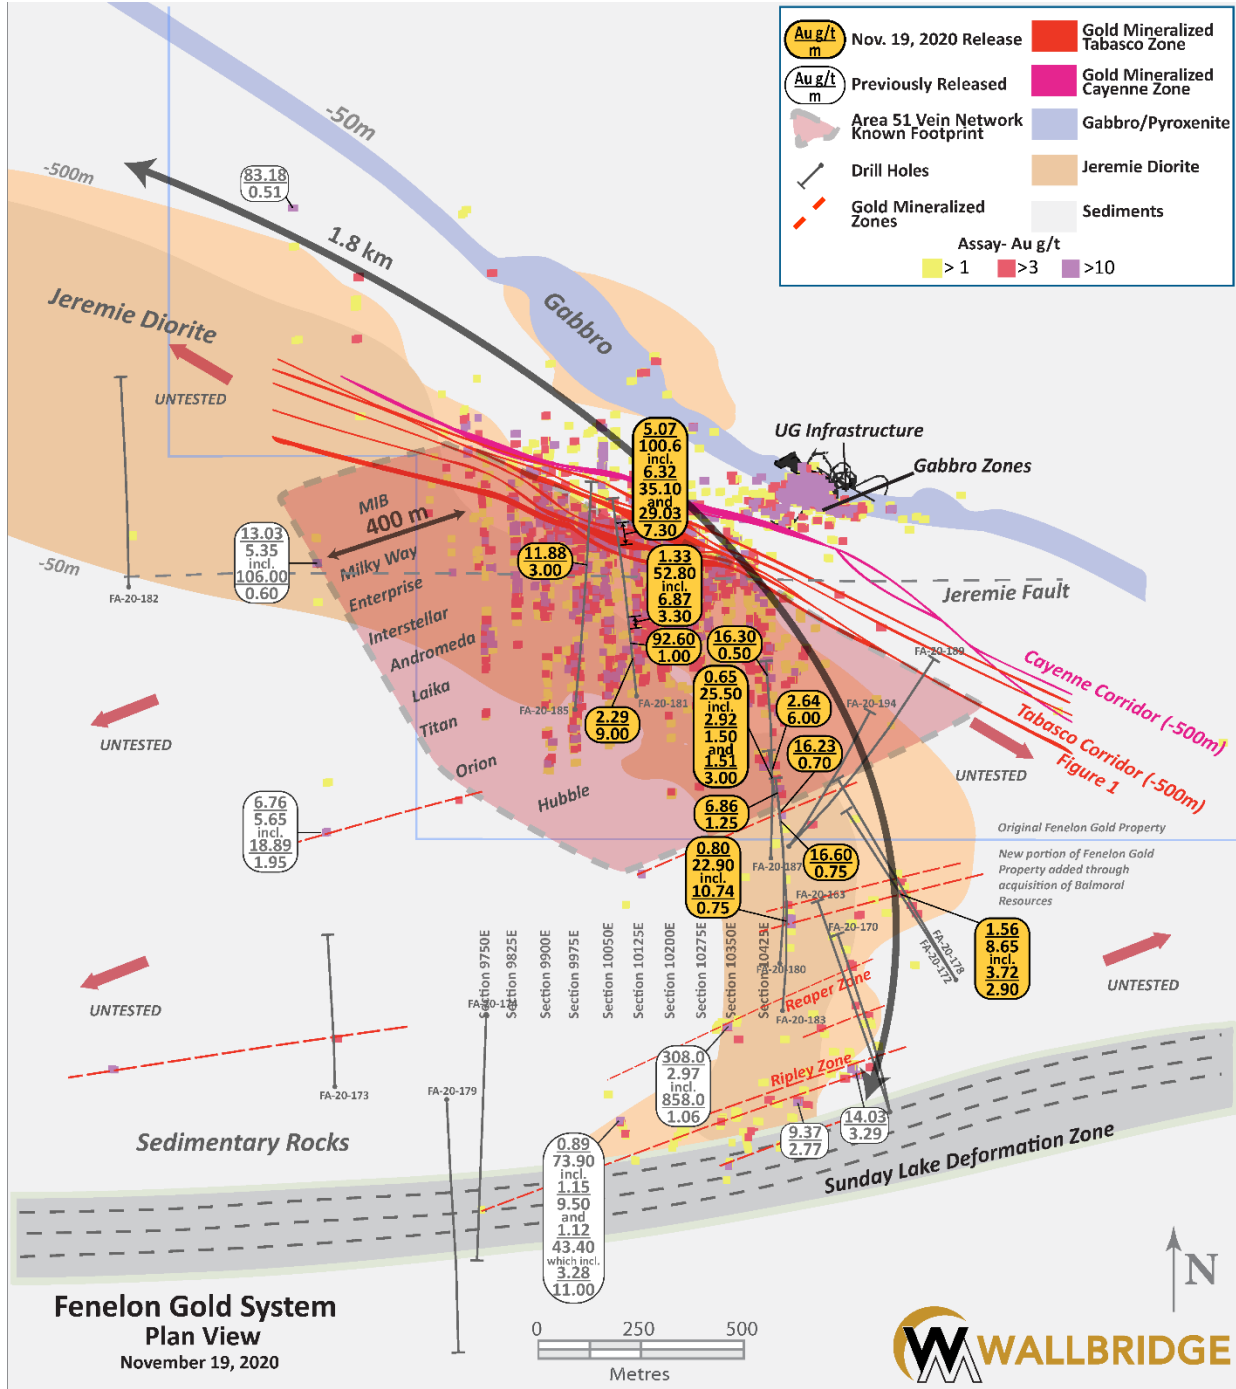 Au g/t
m
Nov. 19, 2020 Release
Au g/t
m
Previously Released
Area 51 Vein Network
Known Footprint
Drill Holes
Gold Mineralized
Zones
Gold Mineralized
Tabasco Zone
Gold Mineralized
Cayenne Zone
Gabbro/Pyroxenite
Jeremie Diorite
Sediments
Assay- Au g/t
> 1
>3
>10
-50m
-500m
83.18
0.51
1.8 km
Jeremie Diorite
Gabbro
UNTESTED
UG Infrastructure
Gabbro Zones
5.07
100.6
incl.
6.32
35.10
and
29.03
7.30
MIB
400 m
13.03
5.35
incl.
106.00
0.60
11.88
3.00
1.33
52.80
incl.
6.87
3.30
-50m
FA-20-182
Milky Way
Enterprise
Interstellar
Andromeda
Laika
Titan
Orion
Hubble
Jeremie Fault
92.60
1.00
16.30
0.50
FA-20-189
Cayenne Corridor (-500m)
Tabasco Corridor (-500m)
Figure 1
0.65
25.50
incl.
2.92
1.50
and
1.51
3.00
2.64
6.00
FA-20-194
FA-20-185
FA-20-181
2.29
9.00
16.23
0.70
UNTESTED
UNTESTED
6.76
5.65
incl.
18.89
1.95
6.86
1.25
Original Fenelon Gold Property
New portion of Fenelon Gold
Property added through
acquisition of Balmoral
Resources
0.80
22.90
incl.
10.74
0.75
16.60
0.75
FA-20-187
FA-20-163
FA-20-170
1.56
8.65
incl.
3.72
2.90
FA-20-178
FA-20-172
Section 9750E
Section 9825E
Section 9900E
Section 9975E
Section 10050E
Section 10125E
Section 10200E
Section 10275E
Section 10350E
Section 10425E
FA-20-180
Reaper Zone
FA-20-183
UNTESTED
UNTESTED
FA-20-174
308.0
2.97
incl.
858.0
1.06
Ripley Zone
FA-20-173
FA-20-179
14.03
3.29
9.37
2.77
Sedimentary Rocks
0.89
73.90
incl.
1.15
9.50
and
1.12
43.40
which incl.
3.28
11.00
Sunday Lake Deformation Zone
N
Fenelon Gold System
Plan View
November 19, 2020
0 250 500
Metres
WALLBRIDGE